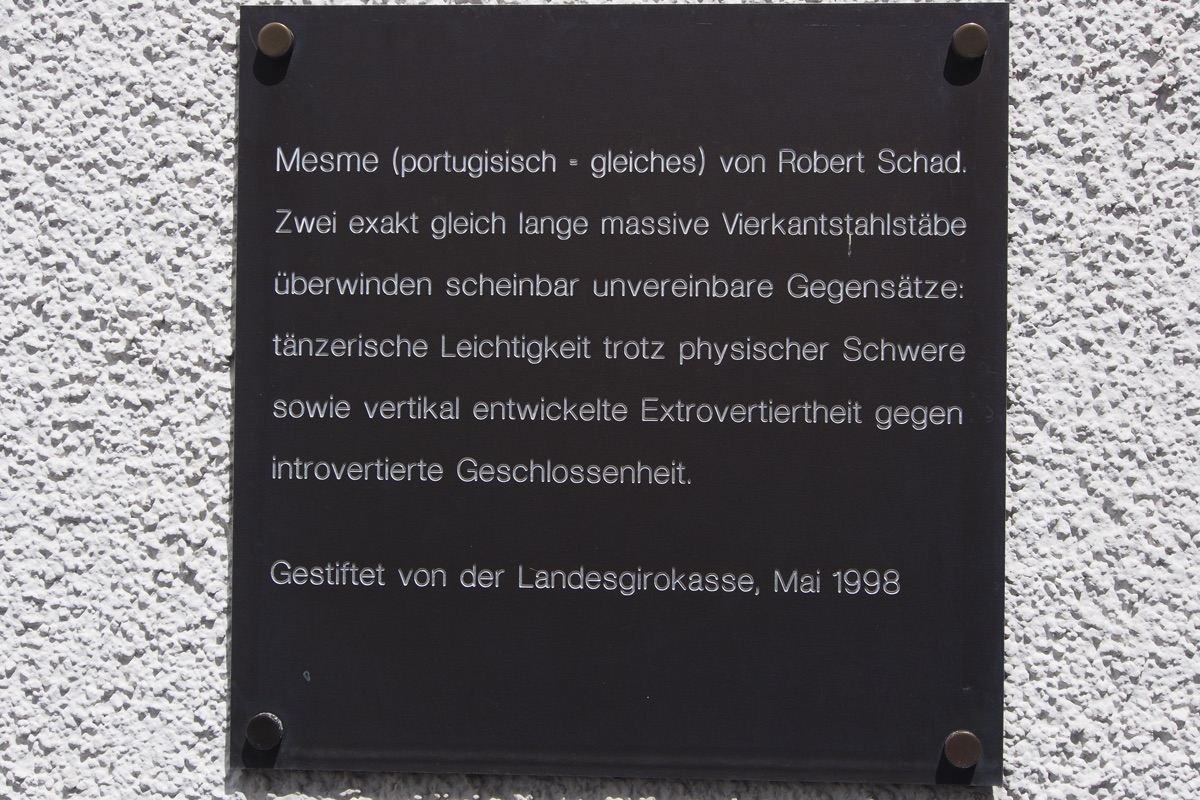 Mesme (portugisisch = gleiches) von Robert Schad.
Zwei exakt gleich lange massive Vierkantstahlstäbe
überwinden scheinbar unvereinbare Gegensätze:
tänzerische Leichtigkeit trotz physischer Schwere
sowie vertikal entwickelte Extrovertiertheit gegen
introvertierte Geschlossenheit.
Gestiftet von der Landesgirokasse, Mai 1998